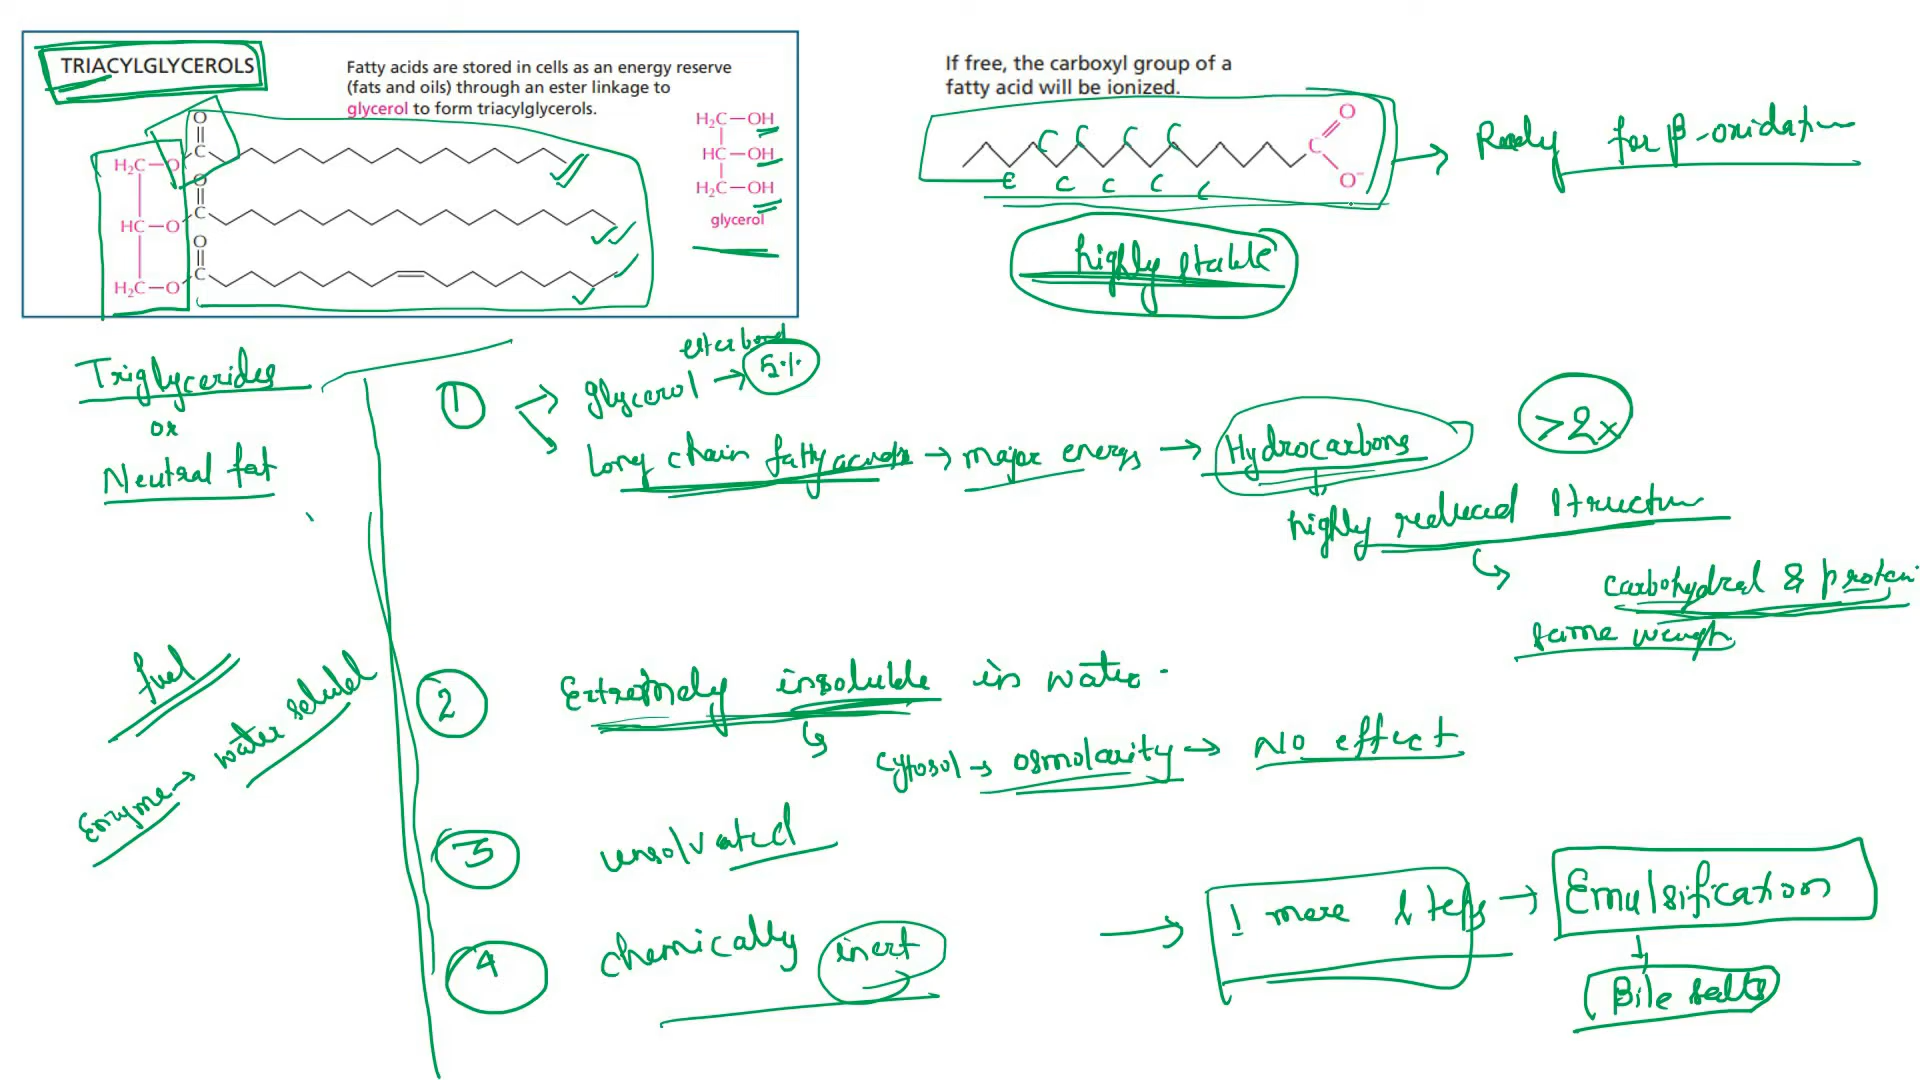 TRIACYLGLYCEROLS
Fatty acids are stored in cells as an energy reserve
(fats and oils) through an ester linkage to
glycerol to form triacylglycerols.
O
C
H₂C—O
O
C
HC—O
O
C
H₂C—O
H₂C—OH
HC—OH
H₂C—OH
glycerol
If free, the carboxyl group of a
fatty acid will be ionized.
C C C C
C C C C
O
C
O⁻
Ready for β-oxidation
highly stable
Triglycerides
or
Neutral fat
ester bond
1 glycerol → 5%
Long chain fatty acids → major energy → Hydrocarbons
>2x
highly reduced structure
carbohydrate & protein
same weigh
fuel
Enzyme → water soluble
2 Extremely insoluble in water
cytosol → osmolarity → No effect
3 unsolvated
4 chemically inert
→ 1 more steps → Emulsification
Bile salts